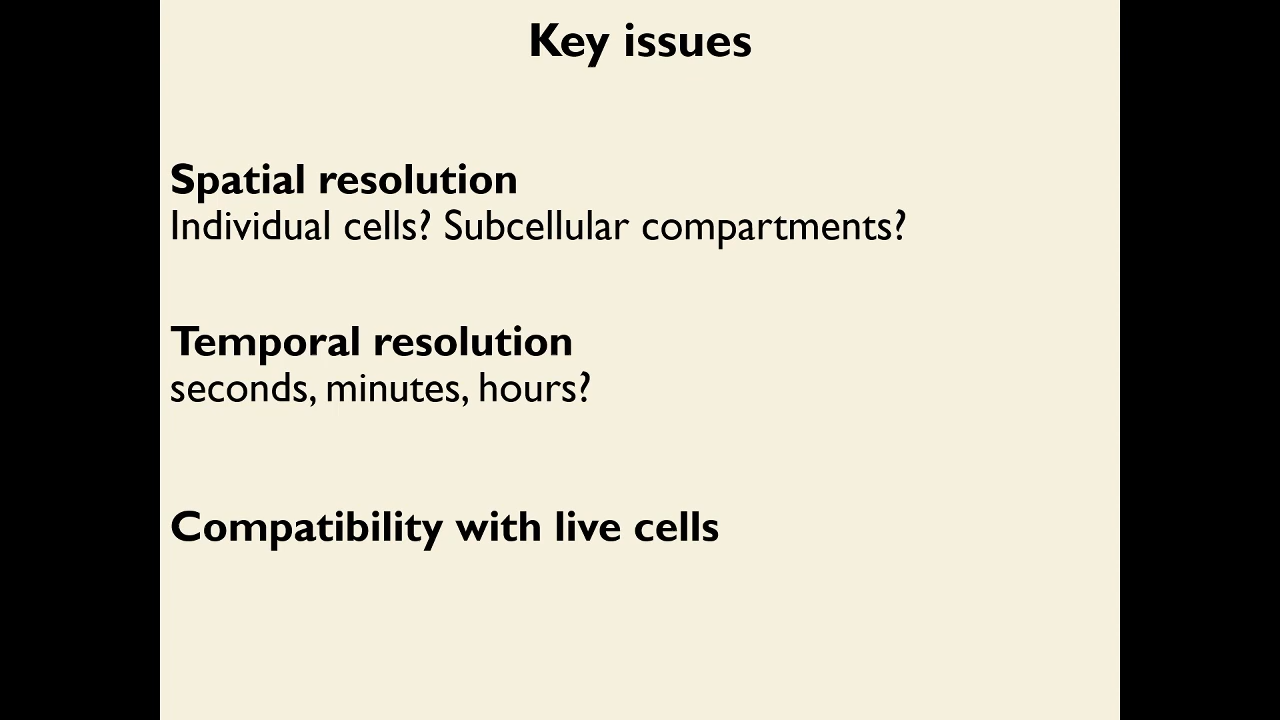 Key issues
Spatial resolution
Individual cells? Subcellular compartments?
Temporal resolution
seconds, minutes, hours?
Compatibility with live cells